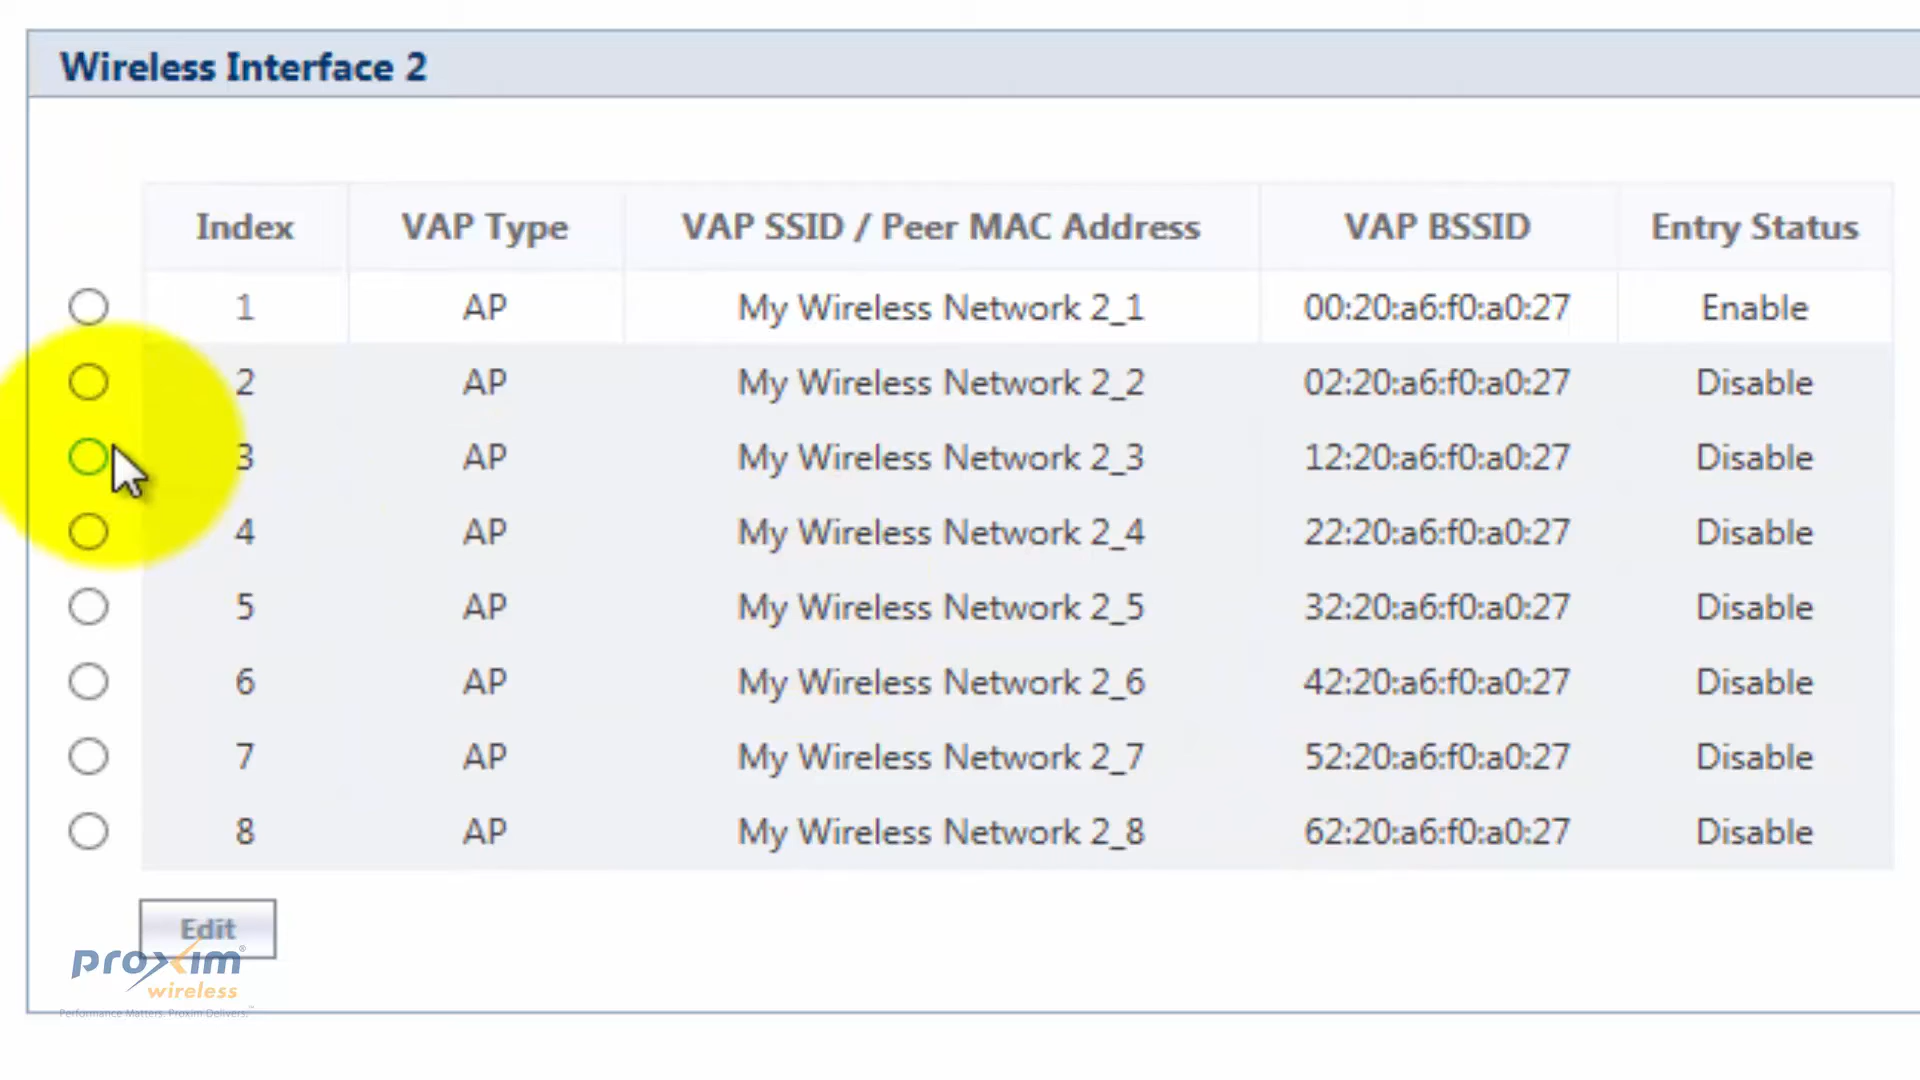 Wireless Interface 2
Index VAP Type VAP SSID / Peer MAC Address VAP BSSID Entry Status
1 AP My Wireless Network 2_1 00:20:a6:f0:a0:27 Enable
2 AP My Wireless Network 2_2 02:20:a6:f0:a0:27 Disable
3 AP My Wireless Network 2_3 12:20:a6:f0:a0:27 Disable
4 AP My Wireless Network 2_4 22:20:a6:f0:a0:27 Disable
5 AP My Wireless Network 2_5 32:20:a6:f0:a0:27 Disable
6 AP My Wireless Network 2_6 42:20:a6:f0:a0:27 Disable
7 AP My Wireless Network 2_7 52:20:a6:f0:a0:27 Disable
8 AP My Wireless Network 2_8 62:20:a6:f0:a0:27 Disable
Edit
proxim®
wireless
Performance Matters. Proxim Delivers.™